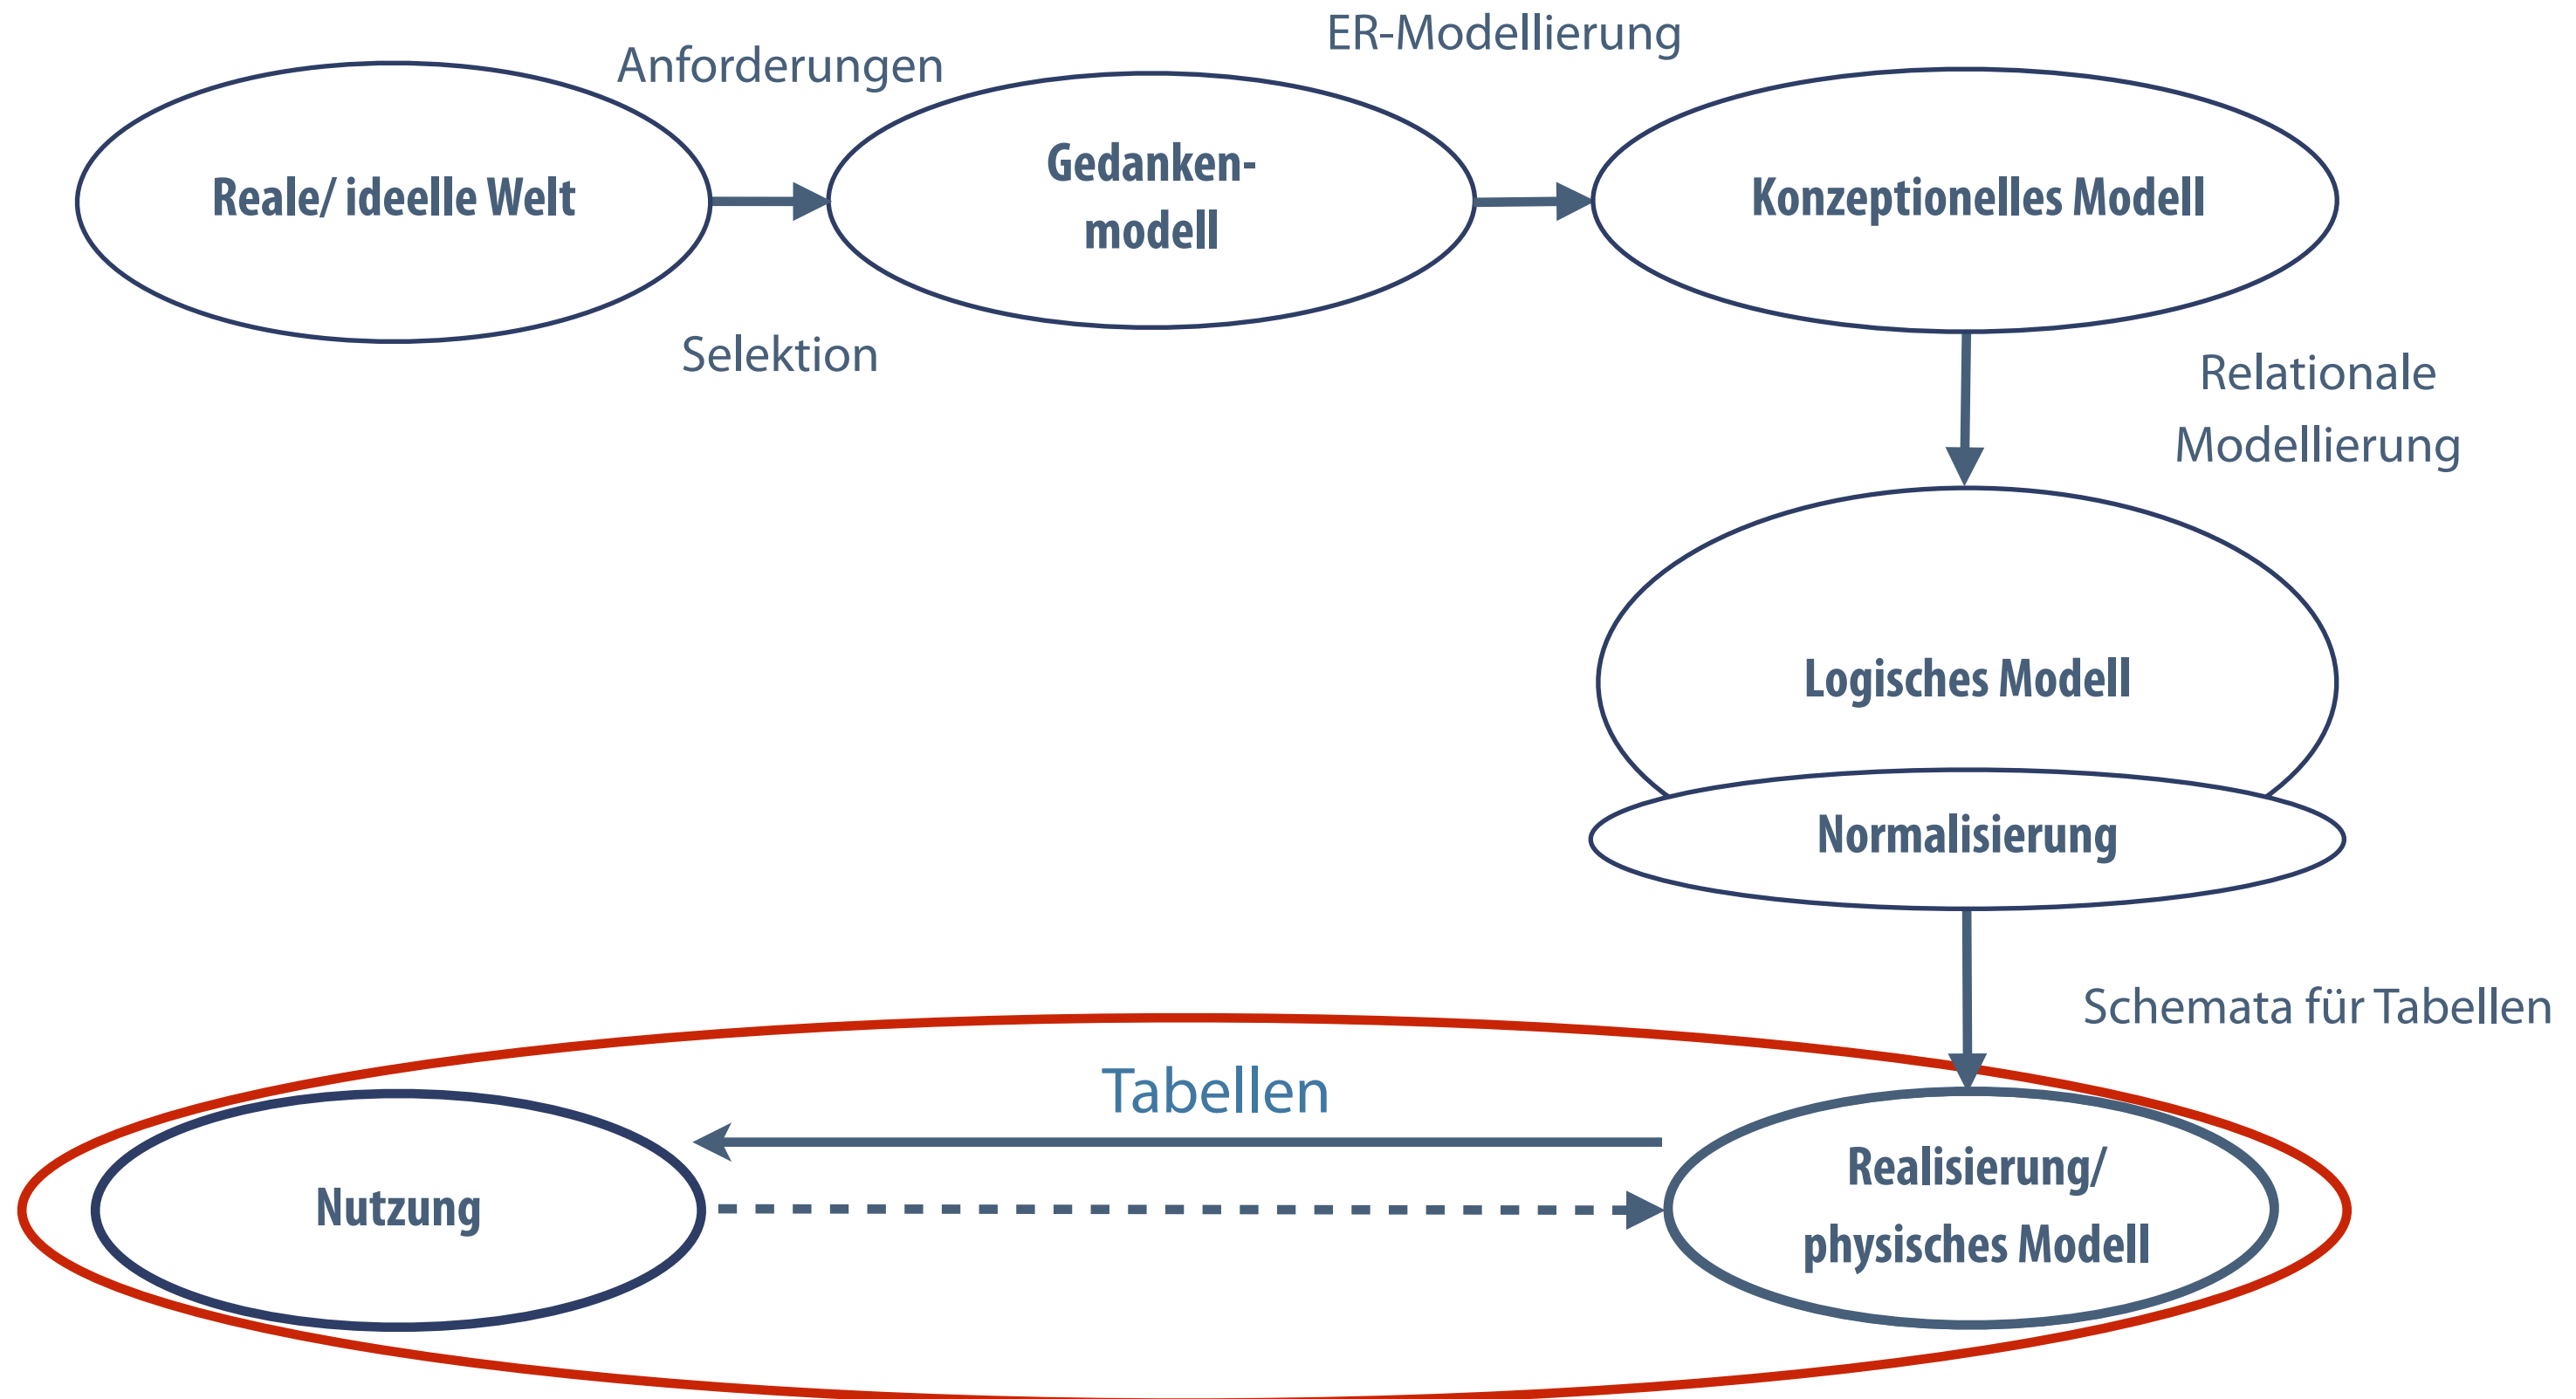 ER-Modellierung
Anforderungen
Reale/ ideelle Welt
Gedanken-
modell
Konzeptionelles Modell
Selektion
Relationale
Modellierung
Logisches Modell
Normalisierung
Schemata für Tabellen
Tabellen
Nutzung
Realisierung/
physisches Modell